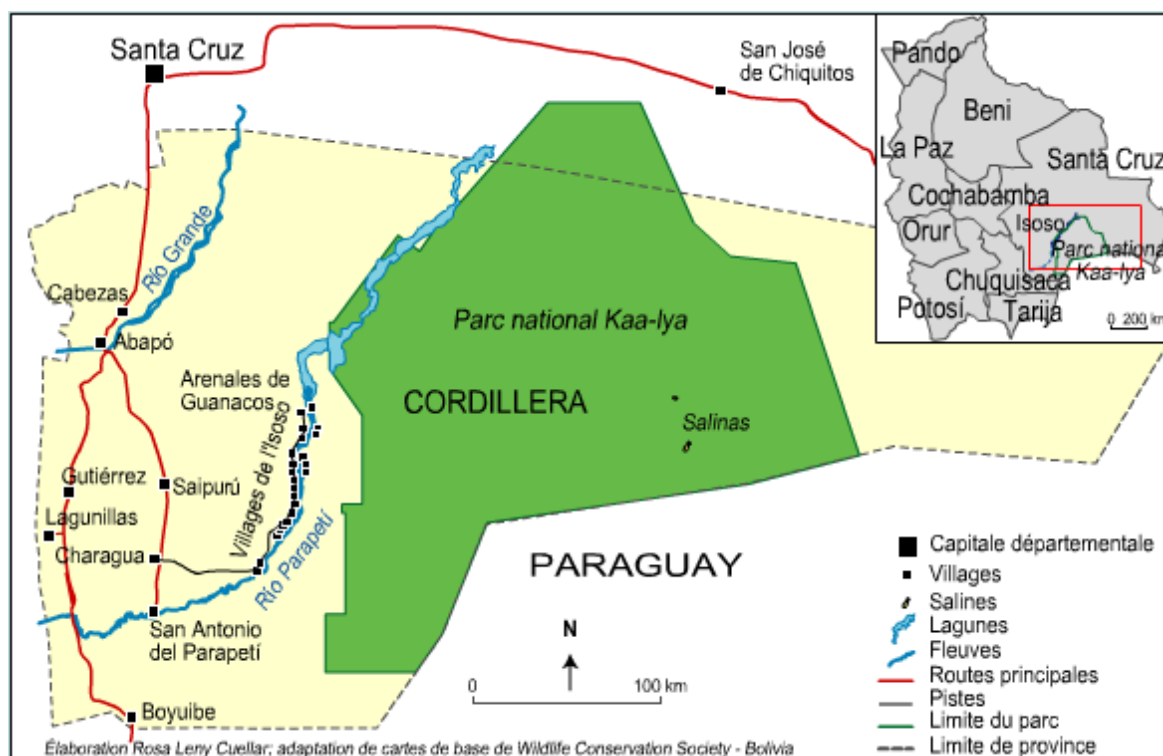 Santa Cruz
San José
de Chiquitos
Pando
Beni
La Paz
Santa Cruz
Cochabamba
Isoso
Orur
Parc national
Kaa-Iya
Chuquisaca
Potosí
Tarija
0 200 km
Río Grande
Cabezas
Abapó
Parc national Kaa-Iya
Arenales de
Guanacos
CORDILLERA
Salinas
Villages de l'Isoso
Gutiérrez
Saipurú
Lagunillas
Charagua
Río Parapetí
PARAGUAY
San Antonio
del Parapetí
N
0 100 km
Boyuibe
Capitale départementale
Villages
Salines
Lagunes
Fleuves
Routes principales
Pistes
Limite du parc
Limite de province
Élaboration Rosa Leny Cuellar; adaptation de cartes de base de Wildlife Conservation Society - Bolivia